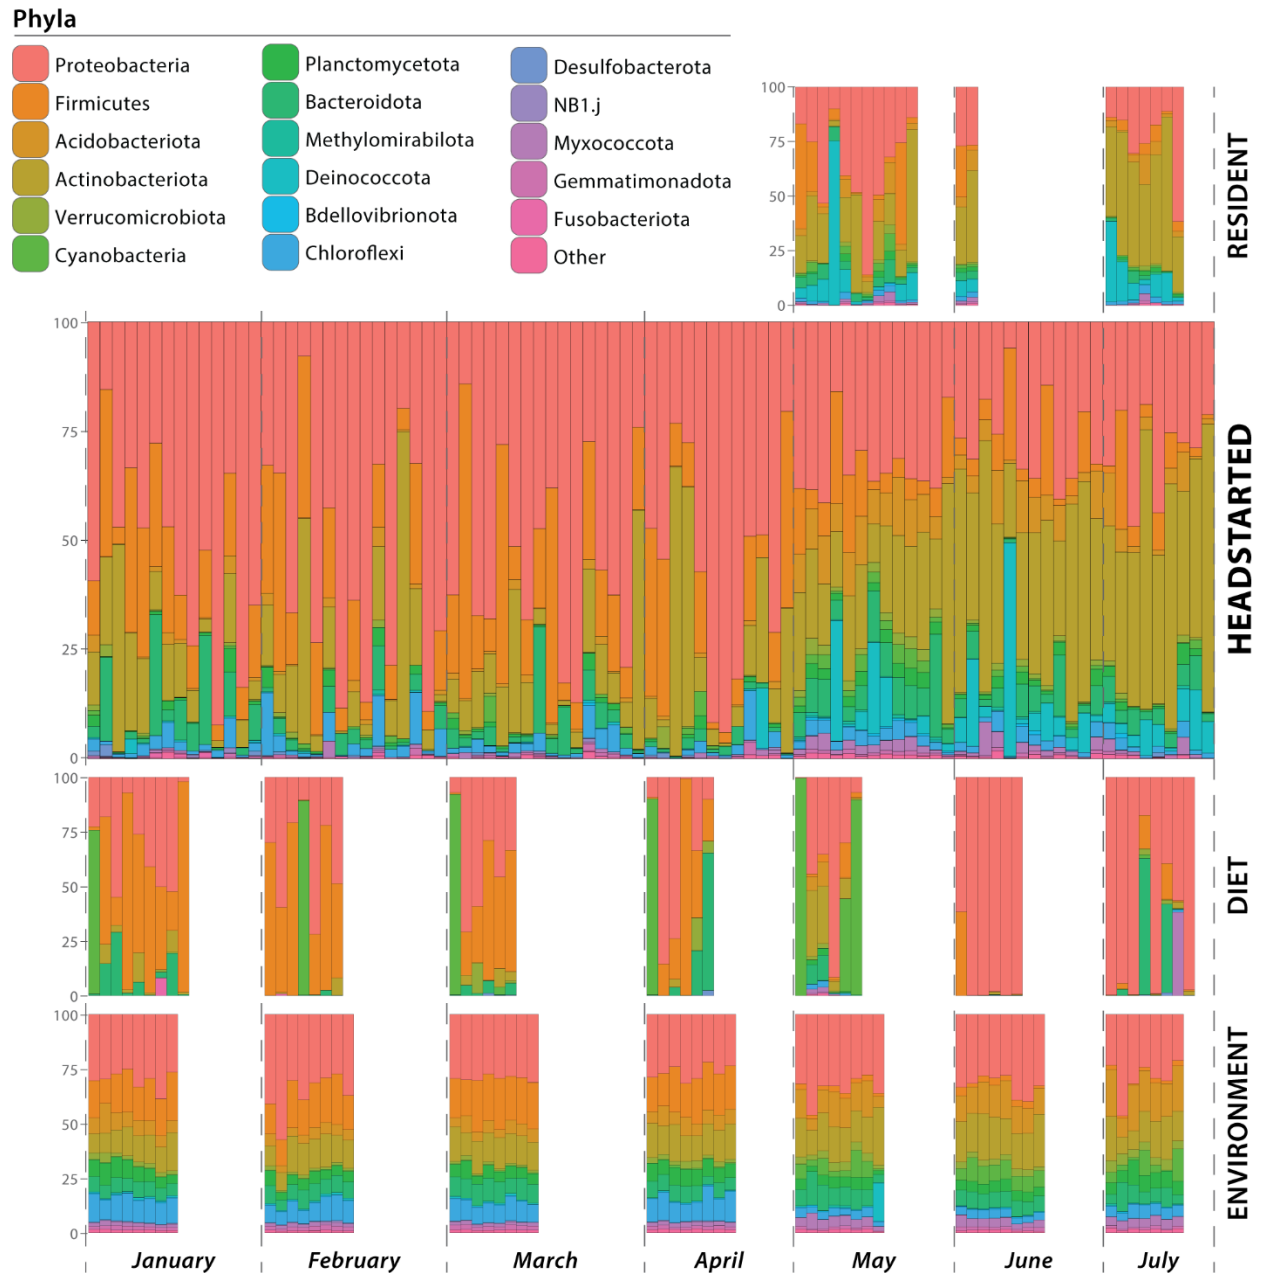 Phyla
Proteobacteria
Firmicutes
Acidobacteriota
Actinobacteriota
Verrucomicrobiota
Cyanobacteria
Planctomycetota
Bacteroidota
Methylomirabilota
Deinococcota
Bdellovibrionota
Chloroflexi
Desulfobacterota
NB1.j
Myxococcota
Gemmatimonadota
Fusobacteriota
Other
100
75
50
25
0
RESIDENT
100
75
50
25
0
HEADSTARTED
100
75
50
25
0
DIET
100
75
50
25
0
ENVIRONMENT
January
February
March
April
May
June
July